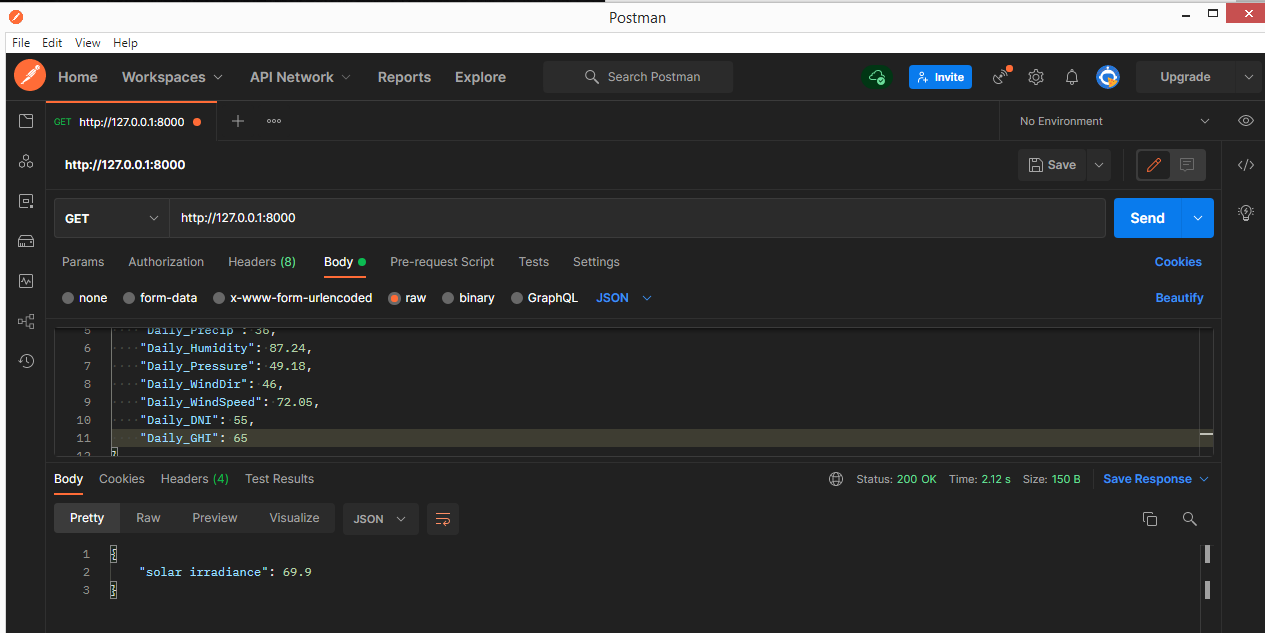 Postman
File Edit View Help
Home Workspaces API Network Reports Explore Search Postman Invite Upgrade
GET http://127.0.0.1:8000 No Environment
http://127.0.0.1:8000 Save
GET http://127.0.0.1:8000 Send
Params Authorization Headers (8) Body Pre-request Script Tests Settings Cookies
none form-data x-www-form-urlencoded raw binary GraphQL JSON Beautify
5 "Daily_Precip": 36,
6 "Daily_Humidity": 87.24,
7 "Daily_Pressure": 49.18,
8 "Daily_WindDir": 46,
9 "Daily_WindSpeed": 72.05,
10 "Daily_DNI": 55,
11 "Daily_GHI": 65
12 }
Body Cookies Headers (4) Test Results Status: 200 OK Time: 2.12 s Size: 150 B Save Response
Pretty Raw Preview Visualize JSON
1 {
2 "solar irradiance": 69.9
3 }